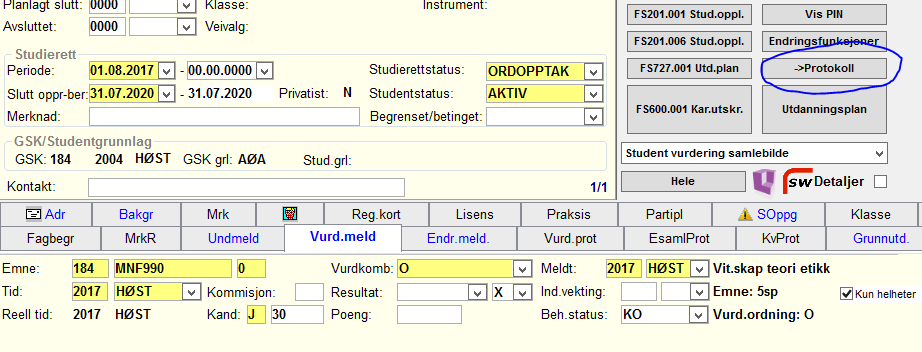 Planlagt slutt: 0000 Klasse: Instrument:
Avsluttet: 0000 Veivalg:
Studierett
Periode: 01.08.2017 - 00.00.0000 Studierettstatus: ORDOPPTAK
Slutt oppr-ber: 31.07.2020 - 31.07.2020 Privatist: N Studentstatus: AKTIV
Merknad: Begrenset/betinget:
GSK/Studentgrunnlag
GSK: 184 2004 HØST GSK grl: AØA Stud.grl:
Kontakt: 1/1
FS201.001 Stud.oppl. Vis PIN
FS201.006 Stud.oppl. Endringsfunksjoner
FS727.001 Utd.plan ->Protokoll
FS600.001 Kar.utskr. Utdanningsplan
Student vurdering samlebilde
Hele SW Detaljer
Adr Bakgr Mrk Reg.kort Lisens Praksis Partipl SOppg Klasse
Fagbegr MrkR Undmeld Vurd.meld Endr.meld. Vurd.prot EsamlProt KvProt Grunnutd.
Emne: 184 MNF990 0 Vurdkomb: O Meldt: 2017 HØST Vit.skap teori etikk
Tid: 2017 HØST Kommisjon: Resultat: X Ind.vekting: Emne: 5sp Kun helheter
Reell tid: 2017 HØST Kand: J 30 Poeng: Beh.status: KO Vurd.ordning: O